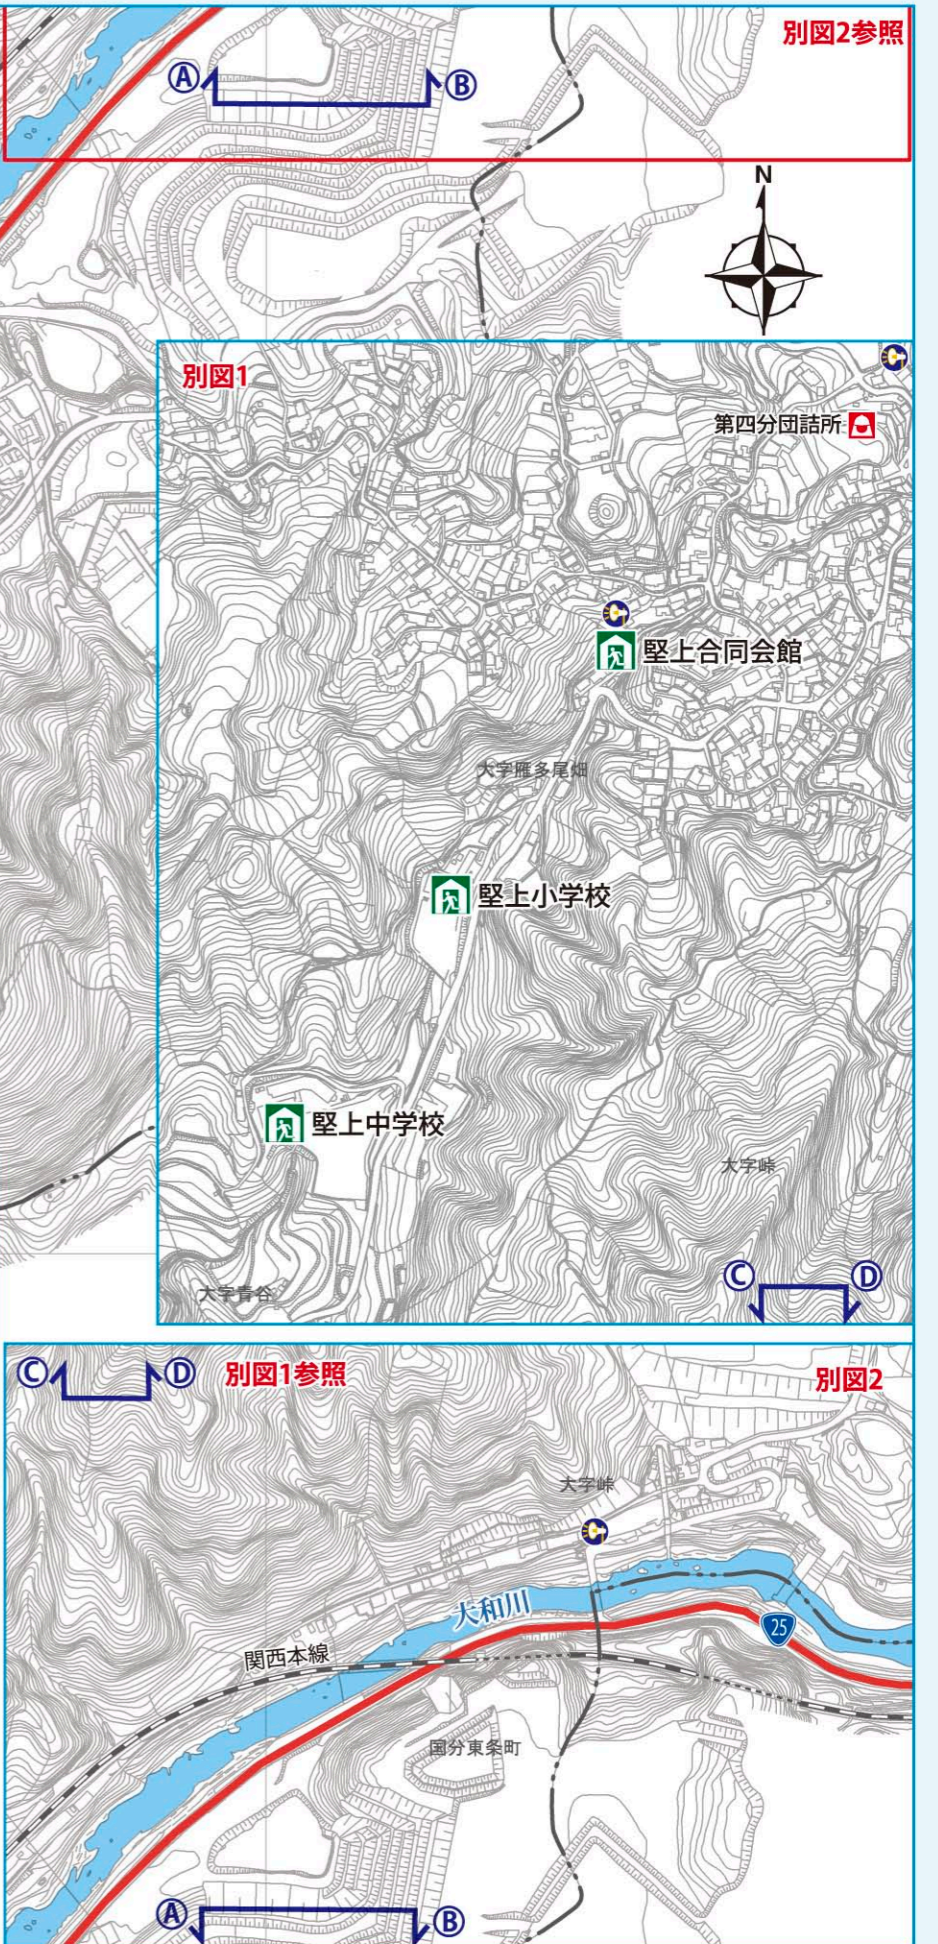 別図2参照
Ⓐ Ⓑ
N
別図1
第四分団詰所
堅上合同会館
大字雁多尾畑
堅上小学校
堅上中学校
大字峠
大字青谷
Ⓒ Ⓓ
Ⓒ Ⓓ 別図1参照 別図2
大字峠
大和川
25
関西本線
国分東条町
Ⓐ Ⓑ